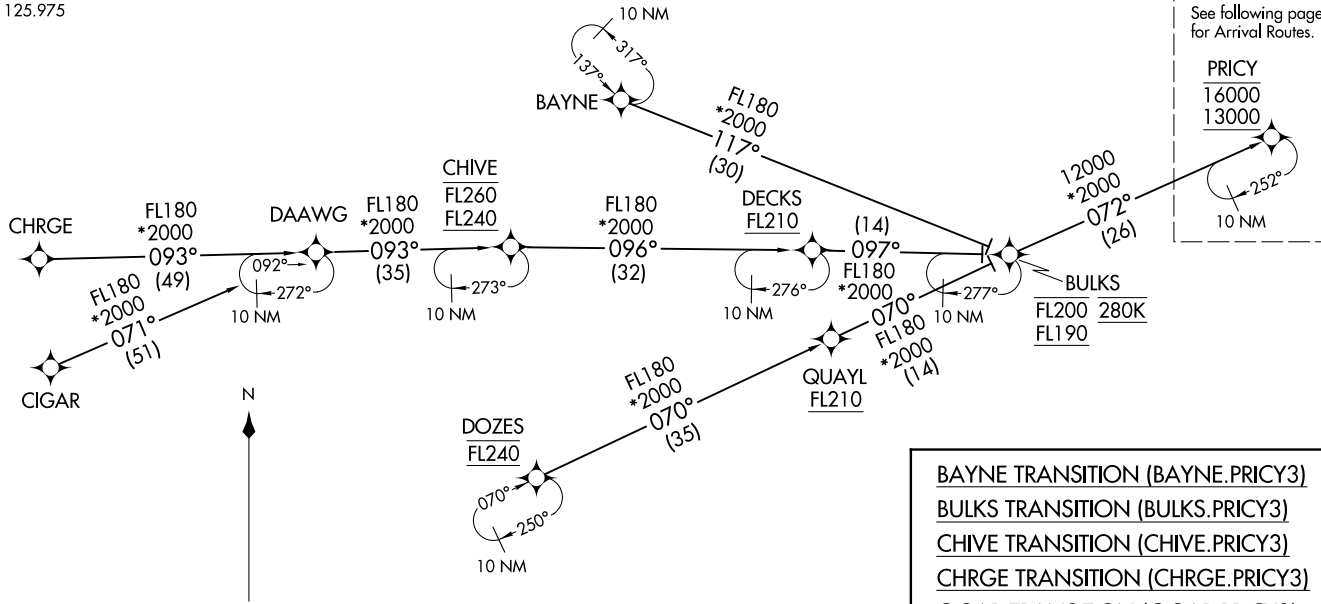 125.975
See following page
for Arrival Routes.
PRICY
16000
13000
252°
10 NM
10 NM
317°
137°
BAYNE
FL180
*2000
117°
(30)
12000
*2000
072°
(26)
CHRGE
FL180
*2000
093°
(49)
DAAWG
092°
272°
10 NM
FL180
*2000
093°
(35)
CHIVE
FL260
FL240
273°
10 NM
FL180
*2000
096°
(32)
DECKS
FL210
276°
10 NM
(14)
097°
FL180
*2000
277°
10 NM
BULKS
FL200 280K
FL190
FL180
*2000
071°
(51)
CIGAR
N
070°
FL180
*2000
(14)
QUAYL
FL210
FL180
*2000
070°
(35)
DOZES
FL240
070°
250°
10 NM
BAYNE TRANSITION (BAYNE.PRICY3)
BULKS TRANSITION (BULKS.PRICY3)
CHIVE TRANSITION (CHIVE.PRICY3)
CHRGE TRANSITION (CHRGE.PRICY3)